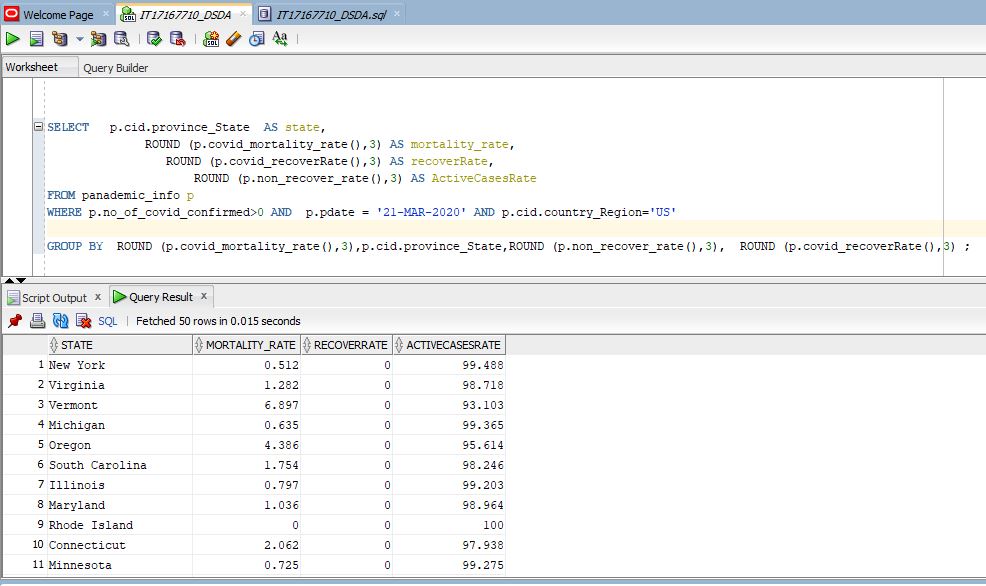 Welcome Page × IT17167710_DSDA × IT17167710_DSDA.sql ×
Worksheet Query Builder
SELECT p.cid.province_State AS state,
ROUND (p.covid_mortality_rate(),3) AS mortality_rate,
ROUND (p.covid_recoverRate(),3) AS recoverRate,
ROUND (p.non_recover_rate(),3) AS ActiveCasesRate
FROM panademic_info p
WHERE p.no_of_covid_confirmed>0 AND p.pdate = '21-MAR-2020' AND p.cid.country_Region='US'
GROUP BY ROUND (p.covid_mortality_rate(),3),p.cid.province_State,ROUND (p.non_recover_rate(),3), ROUND (p.covid_recoverRate(),3) ;
Script Output × Query Result ×
SQL | Fetched 50 rows in 0.015 seconds
STATE MORTALITY_RATE RECOVERRATE ACTIVECASESRATE
1 New York 0.512 0 99.488
2 Virginia 1.282 0 98.718
3 Vermont 6.897 0 93.103
4 Michigan 0.635 0 99.365
5 Oregon 4.386 0 95.614
6 South Carolina 1.754 0 98.246
7 Illinois 0.797 0 99.203
8 Maryland 1.036 0 98.964
9 Rhode Island 0 0 100
10 Connecticut 2.062 0 97.938
11 Minnesota 0.725 0 99.275